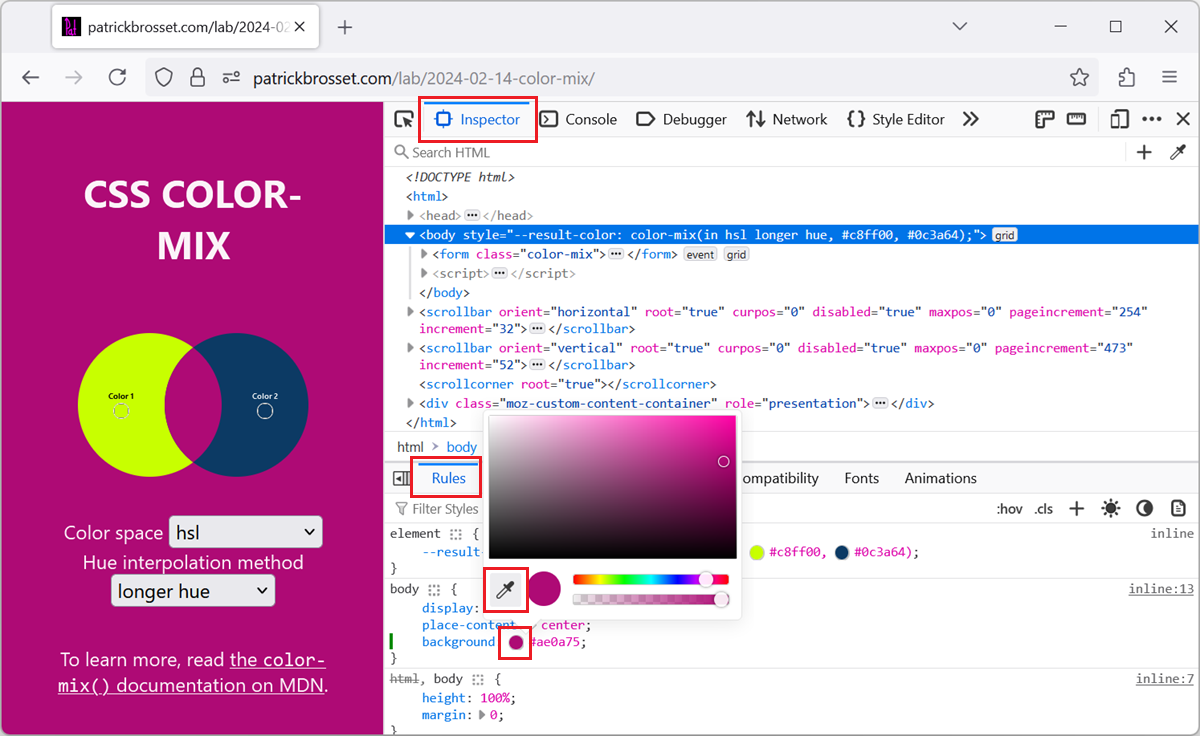 patrickbrosset.com/lab/2024-02
patrickbrosset.com/lab/2024-02-14-color-mix/
CSS COLOR-
MIX
Color 1
Color 2
Color space hsl
Hue interpolation method
longer hue
To learn more, read the color-
mix() documentation on MDN.
Inspector Console Debugger Network {} Style Editor
Search HTML
<!DOCTYPE html>
<html>
<head> ••• </head>
<body style="--result-color: color-mix(in hsl longer hue, #c8ff00, #0c3a64);"> grid
<form class="color-mix"> ••• </form> event grid
<script> ••• </script>
</body>
<scrollbar orient="horizontal" root="true" curpos="0" disabled="true" maxpos="0" pageincrement="254"
increment="32"> ••• </scrollbar>
<scrollbar orient="vertical" root="true" curpos="0" disabled="true" maxpos="0" pageincrement="473"
increment="52"> ••• </scrollbar>
<scrollcorner root="true"></scrollcorner>
<div class="moz-custom-content-container" role="presentation"> ••• </div>
</html>
html > body
Rules ompatibility Fonts Animations
Filter Styles :hov .cls
element { inline
--result- #c8ff00, #0c3a64);
}
body { inline:13
display:
place-content center;
background #ae0a75;
}
html, body { inline:7
height: 100%;
margin: 0;
}